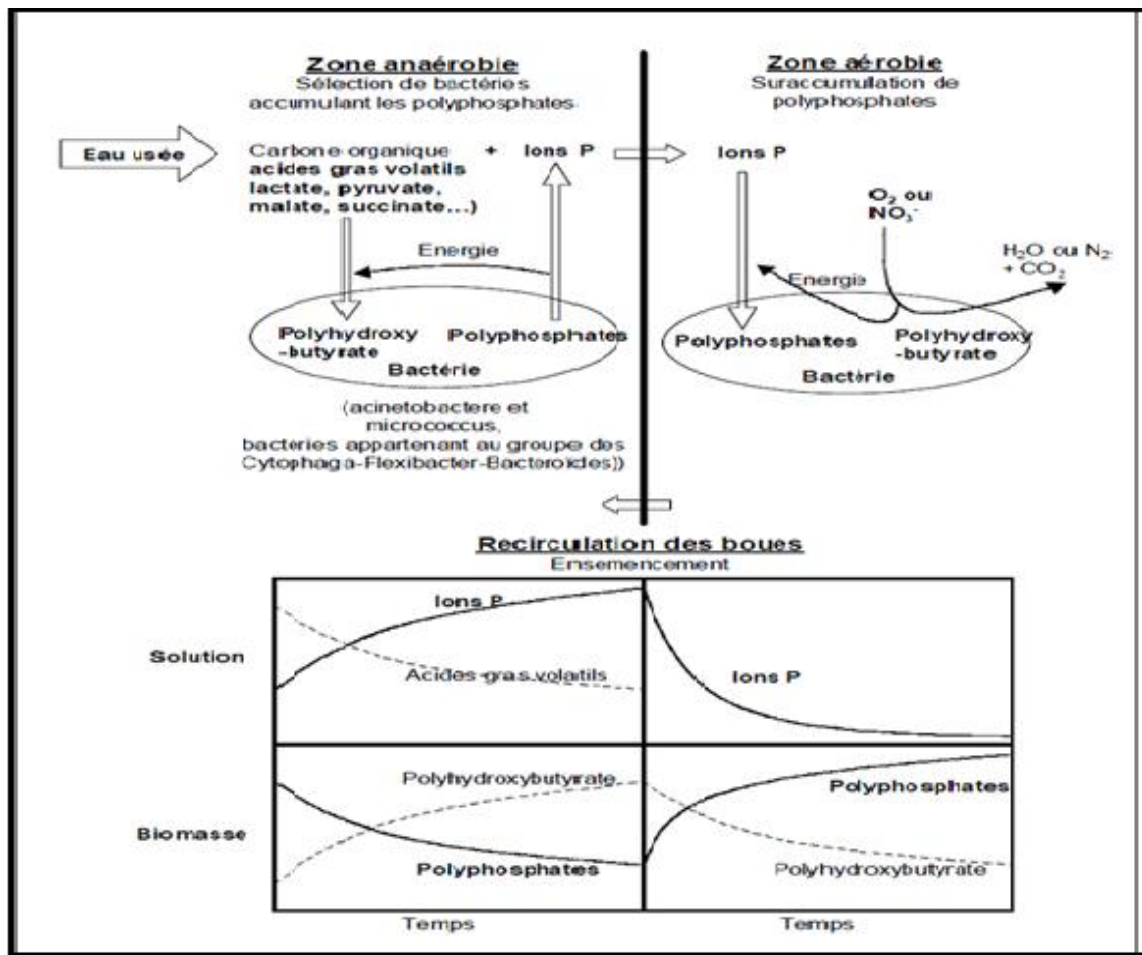 Zone anaérobie
Sélection de bactéries
accumulant les polyphosphates
Zone aérobie
Suraccumulation de
polyphosphates
Eau usée
Carbone organique + Ions P
acides gras volatils
lactate, pyruvate,
malate, succinate...)
Ions P
O2 ou
NO3-
Energie
Energie
H2O ou N2
+ CO2
Polyhydroxy
-butyrate
Polyphosphates
Bactérie
Polyphosphates
Polyhydroxy
-butyrate
Bactérie
(acinetobactere et
micrococcus,
bactéries appartenant au groupe des
Cytophaga-Flexibacter-Bacteroïdes))
Recirculation des boues
Ensemencement
Solution
Ions P
Acides gras volatils
Ions P
Biomasse
Polyhydroxybutyrate
Polyphosphates
Polyphosphates
Polyhydroxybutyrate
Temps
Temps